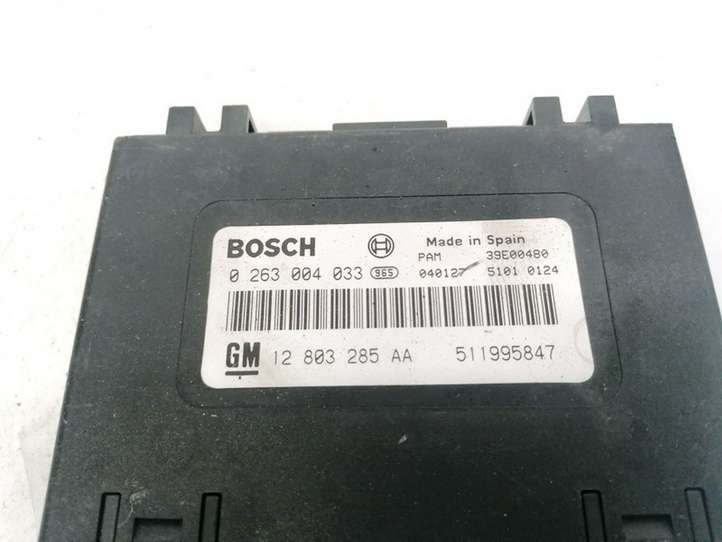 BOSCH Made in Spain
PAM 39E00480
0 263 004 033 965 040127 5101 0124
GM 12 803 285 AA 511995847